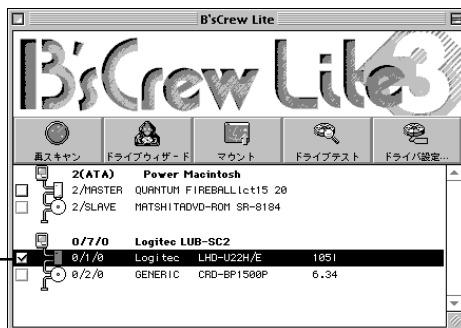 B'sCrew Lite
B'sCrew Lite 3
再スキャン ドライブウィザード マウント ドライブテスト ドライバ設定...
2(ATA) Power Macintosh
2/MASTER QUANTUM FIREBALLlct15 20
2/SLAVE MATSHITADVD-ROM SR-8184
0/7/0 Logitec LUB-SC2
0/1/0 Logitec LHD-U22H/E 105I
0/2/0 GENERIC CRD-BP1500P 6.34